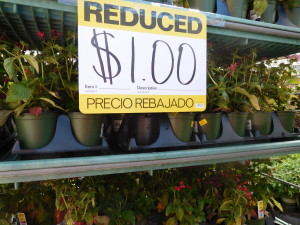 REDUCED
$1.00
Item # Description
PRECIO REBAJADO